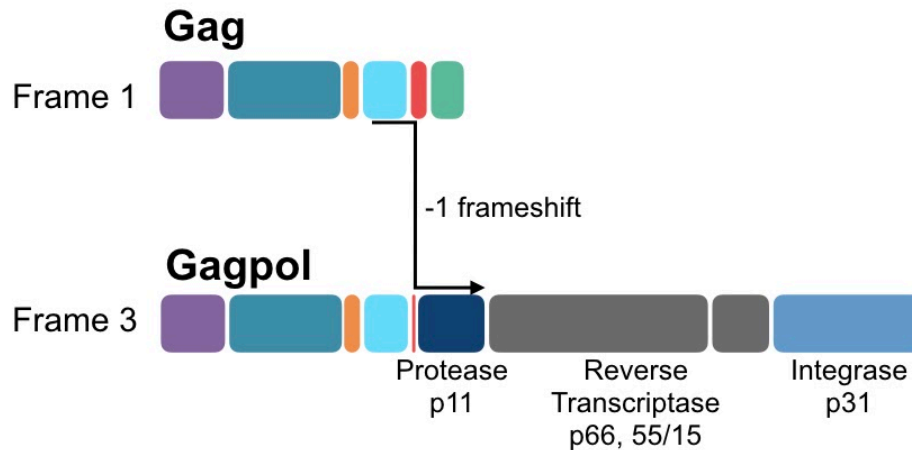 Gag
Frame 1
-1 frameshift
Gagpol
Frame 3
Protease
p11
Reverse
Transcriptase
p66, 55/15
Integrase
p31